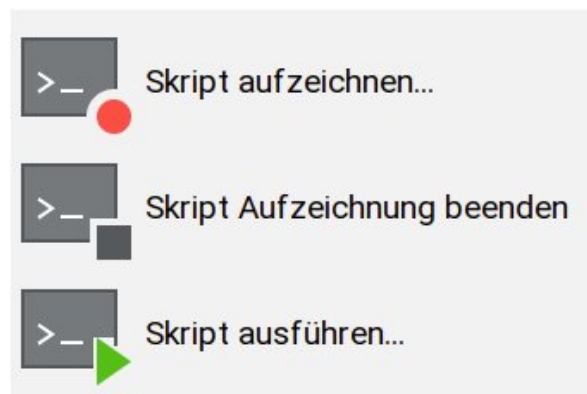 >_ Skript aufzeichnen...
>_ Skript Aufzeichnung beenden
>_ Skript ausführen...